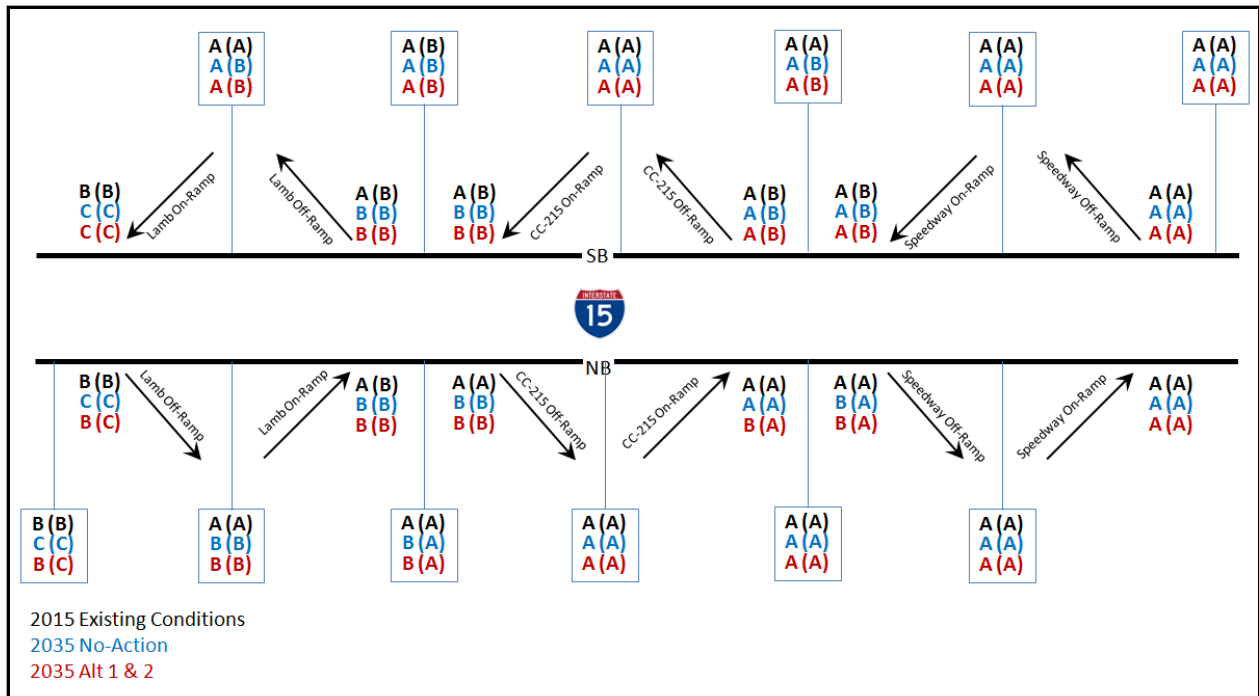 A (A)
A (B)
A (B)
A (B)
A (B)
A (B)
A (A)
A (A)
A (A)
A (A)
A (B)
A (B)
A (A)
A (A)
A (A)
A (A)
A (A)
A (A)
B (B)
C (C)
C (C)
Lamb On-Ramp
Lamb Off-Ramp
A (B)
B (B)
B (B)
A (B)
B (B)
B (B)
CC-215 On-Ramp
CC-215 Off-Ramp
A (B)
A (B)
A (B)
A (B)
A (B)
A (B)
Speedway On-Ramp
Speedway Off-Ramp
A (A)
A (A)
A (A)
SB
INTERSTATE
15
NB
B (B)
C (C)
B (C)
Lamb Off-Ramp
Lamb On-Ramp
A (B)
B (B)
B (B)
A (A)
B (B)
B (B)
CC-215 Off-Ramp
CC-215 On-Ramp
A (A)
A (A)
B (A)
A (A)
B (A)
B (A)
Speedway Off-Ramp
Speedway On-Ramp
A (A)
A (A)
A (A)
B (B)
C (C)
B (C)
A (A)
B (B)
B (B)
A (A)
B (A)
B (A)
A (A)
A (A)
A (A)
A (A)
A (A)
A (A)
A (A)
A (A)
A (A)
2015 Existing Conditions
2035 No-Action
2035 Alt 1 & 2